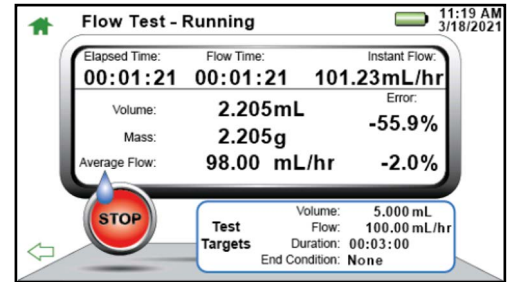 Flow Test - Running
11:19 AM
3/18/2021
Elapsed Time: Flow Time: Instant Flow:
00:01:21 00:01:21 101.23mL/hr
Error:
Volume: 2.205mL -55.9%
Mass: 2.205g
Average Flow: 98.00 mL/hr -2.0%
STOP
Test Targets
Volume: 5.000 mL
Flow: 100.00 mL/hr
Duration: 00:03:00
End Condition: None